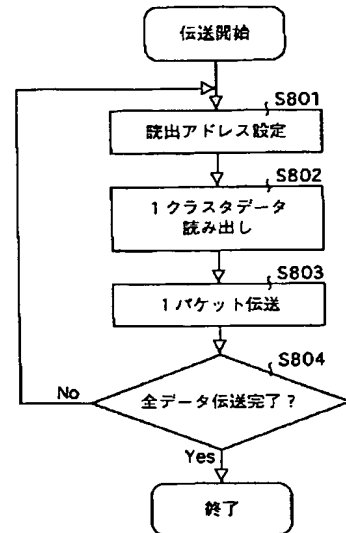 伝送開始
S801
読出アドレス設定
S802
1クラスタデータ
読み出し
S803
1パケット伝送
S804
全データ伝送完了?
No
Yes
終了